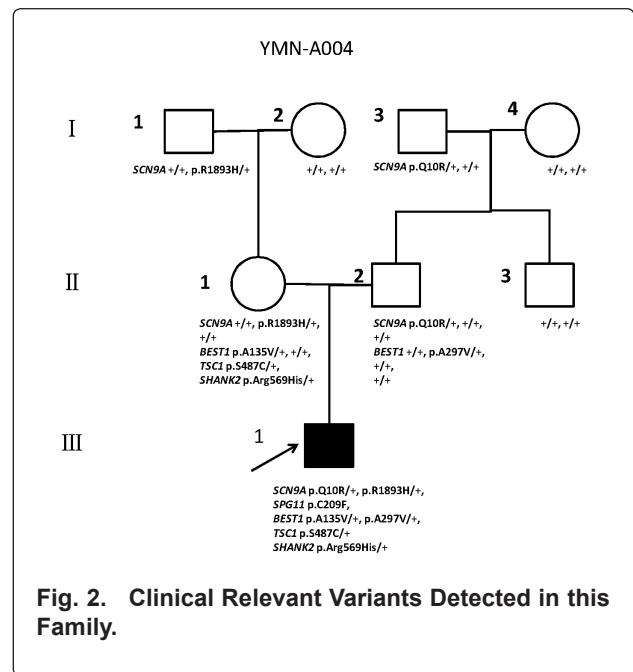 YMN-A004
I
1
2
3
4
SCN9A +/+, p.R1893H/+
+/+, +/+
SCN9A p.Q10R/+, +/+
+/+, +/+
II
1
2
3
SCN9A +/+, p.R1893H/+,
+/+
BEST1 p.A135V/+, +/+,
TSC1 p.S487C/+,
SHANK2 p.Arg569His/+
SCN9A p.Q10R/+, +/+,
+/+
BEST1 +/+, p.A297V/+,
+/+,
+/+
+/+, +/+
III
1
SCN9A p.Q10R/+, p.R1893H/+,
SPG11 p.C209F,
BEST1 p.A135V/+, p.A297V/+,
TSC1 p.S487C/+
SHANK2 p.Arg569His/+
Fig. 2. Clinical Relevant Variants Detected in this
Family.